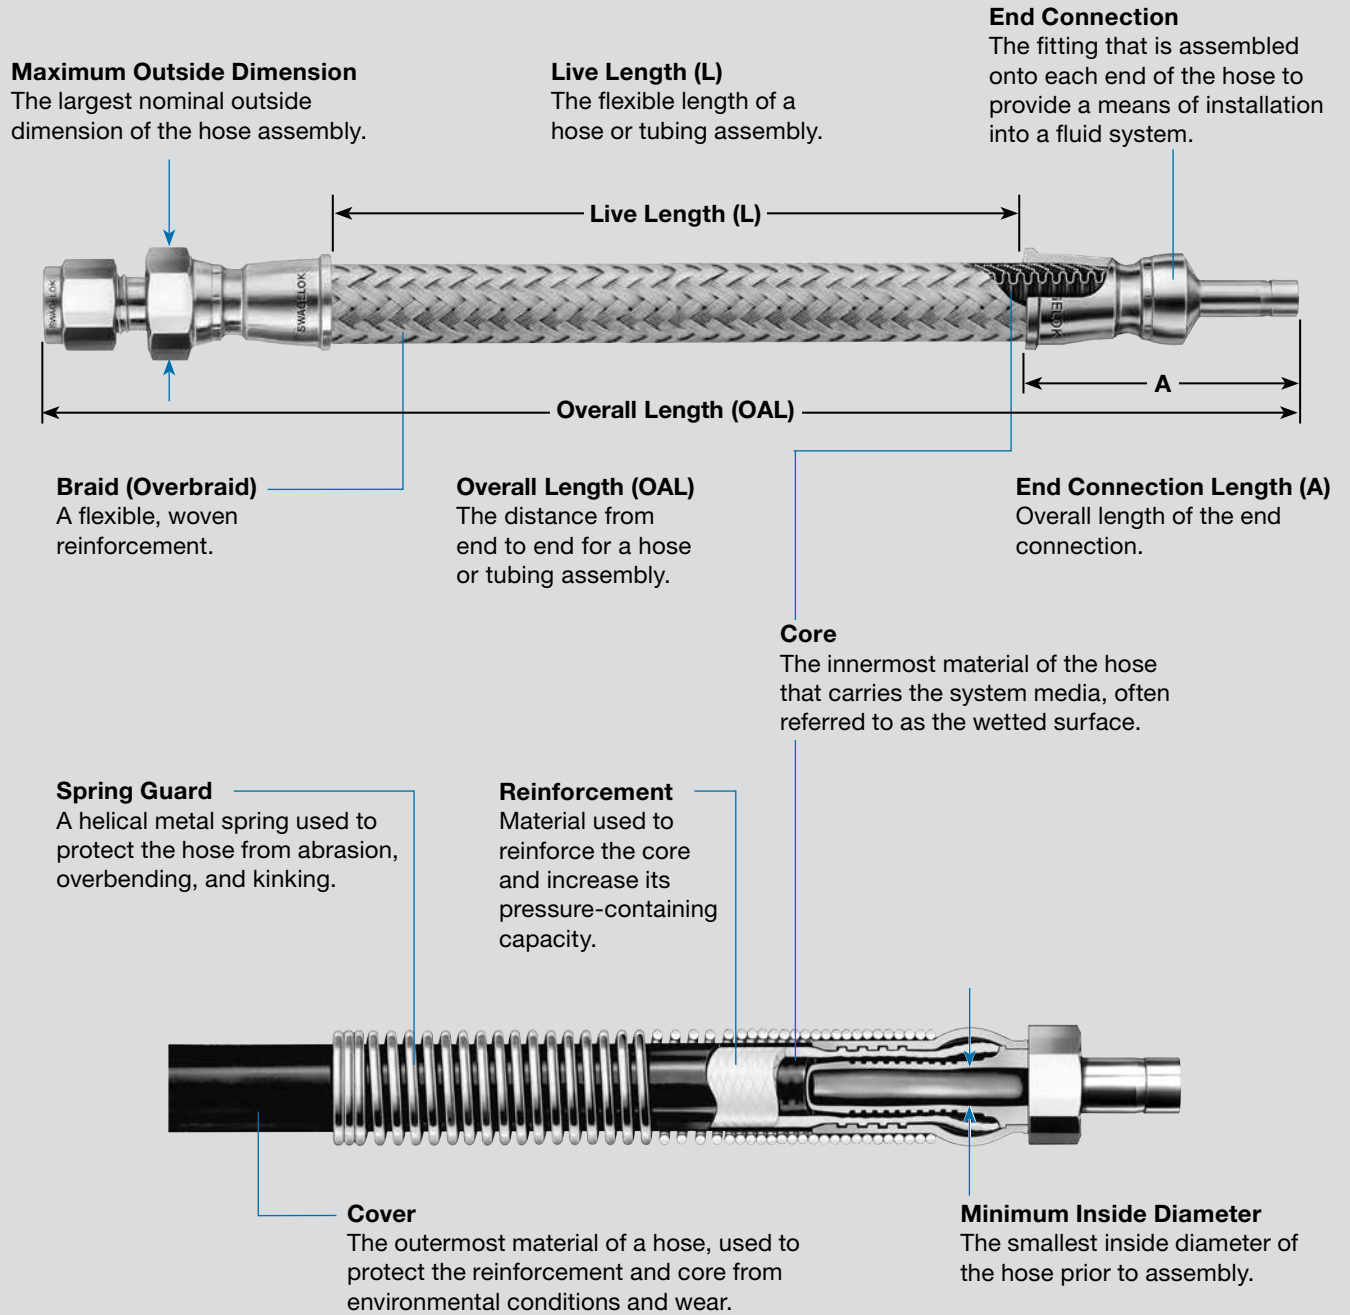 End Connection
The fitting that is assembled
onto each end of the hose to
provide a means of installation
into a fluid system.
Maximum Outside Dimension
The largest nominal outside
dimension of the hose assembly.
Live Length (L)
The flexible length of a
hose or tubing assembly.
Live Length (L)
SWAGELOK
SWAGELOK
GELOK
A
Overall Length (OAL)
Braid (Overbraid)
A flexible, woven
reinforcement.
Overall Length (OAL)
The distance from
end to end for a hose
or tubing assembly.
End Connection Length (A)
Overall length of the end
connection.
Core
The innermost material of the hose
that carries the system media, often
referred to as the wetted surface.
Spring Guard
A helical metal spring used to
protect the hose from abrasion,
overbending, and kinking.
Reinforcement
Material used to
reinforce the core
and increase its
pressure-containing
capacity.
Cover
The outermost material of a hose, used to
protect the reinforcement and core from
environmental conditions and wear.
Minimum Inside Diameter
The smallest inside diameter of
the hose prior to assembly.